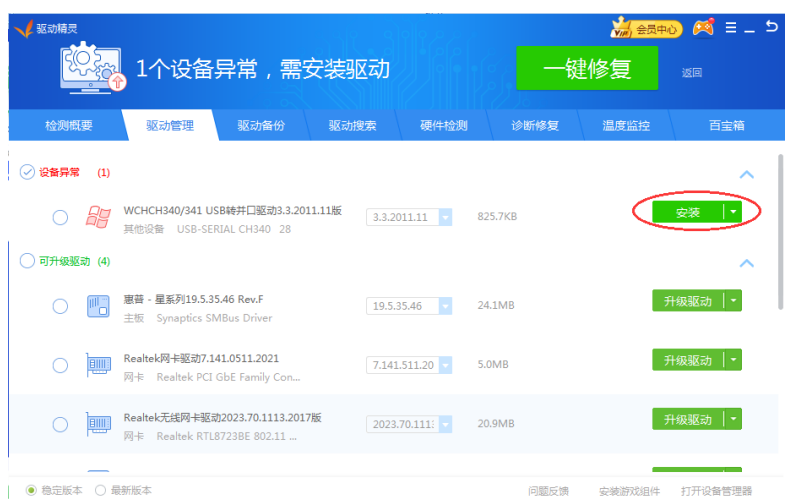 驱动精灵
VIP 会员中心
1个设备异常，需安装驱动
一键修复
返回
检测概要 驱动管理 驱动备份 驱动搜索 硬件检测 诊断修复 温度监控 百宝箱
设备异常 (1)
WCHCH340/341 USB转并口驱动3.3.2011.11版
3.3.2011.11 825.7KB 安装
其他设备 USB-SERIAL CH340 28
可升级驱动 (4)
惠普 - 星系列19.5.35.46 Rev.F
19.5.35.46 24.1MB 升级驱动
主板 Synaptics SMBus Driver
Realtek网卡驱动7.141.0511.2021
7.141.511.20 5.0MB 升级驱动
网卡 Realtek PCI GbE Family Con...
Realtek无线网卡驱动2023.70.1113.2017版
2023.70.111 20.9MB 升级驱动
网卡 Realtek RTL8723BE 802.11 ...
稳定版本 最新版本 问题反馈 安装游戏组件 打开设备管理器